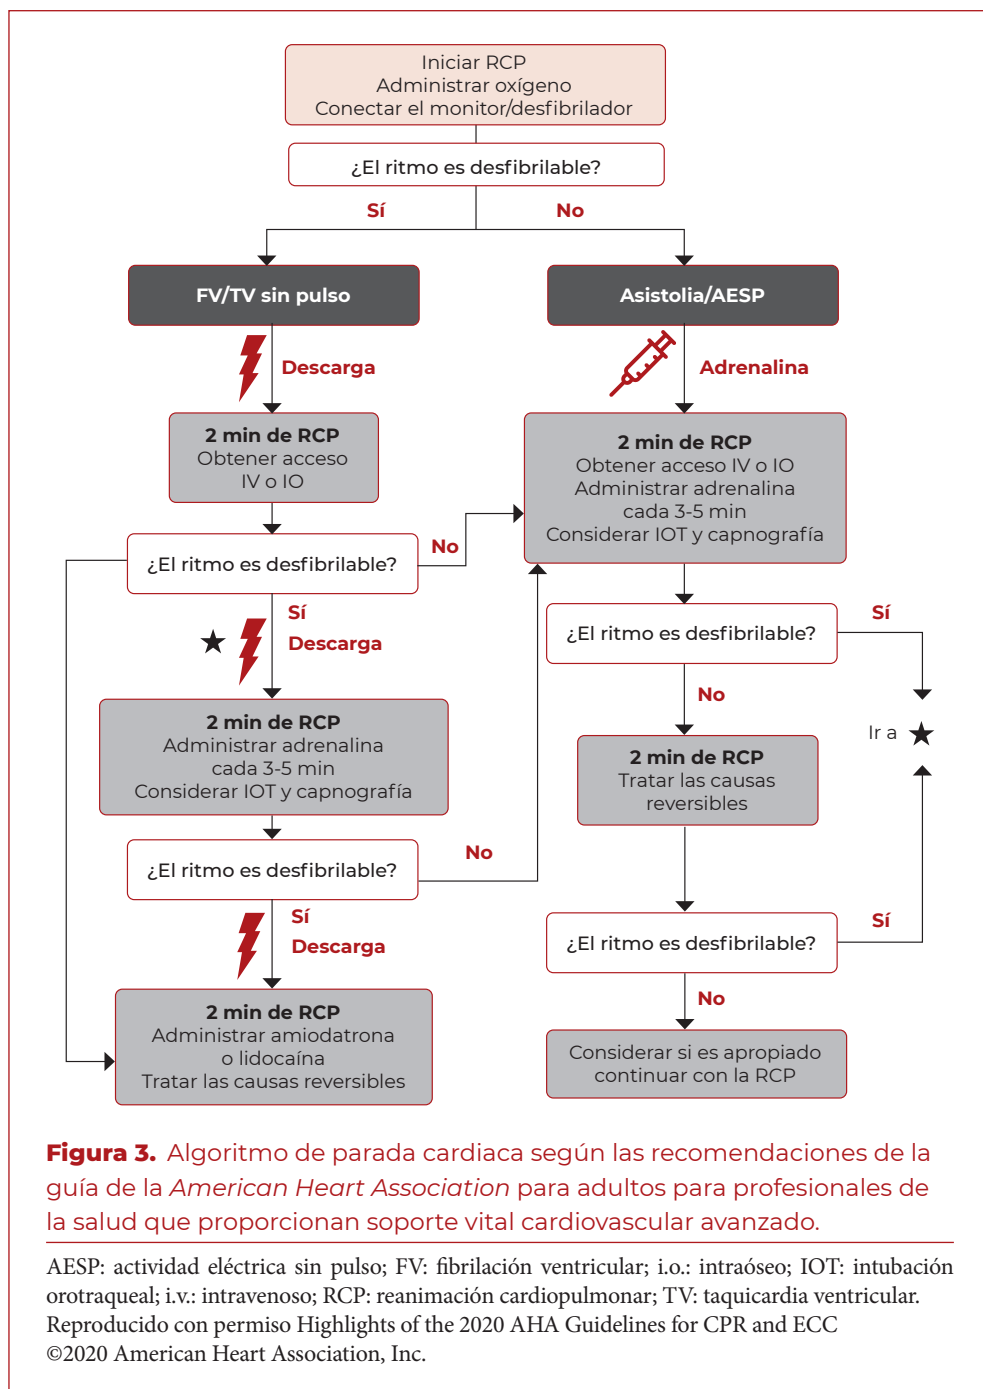 Iniciar RCP
Administrar oxígeno
Conectar el monitor/desfibrilador
¿El ritmo es desfibrilable?
Sí
No
FV/TV sin pulso
Asistolia/AESP
Descarga
Adrenalina
2 min de RCP
Obtener acceso
IV o IO
2 min de RCP
Obtener acceso IV o IO
Administrar adrenalina
cada 3-5 min
Considerar IOT y capnografía
¿El ritmo es desfibrilable?
No
Sí
Descarga
¿El ritmo es desfibrilable?
Sí
No
Ir a
2 min de RCP
Administrar adrenalina
cada 3-5 min
Considerar IOT y capnografía
2 min de RCP
Tratar las causas
reversibles
¿El ritmo es desfibrilable?
No
Sí
Descarga
¿El ritmo es desfibrilable?
Sí
No
2 min de RCP
Administrar amiodatrona
o lidocaína
Tratar las causas reversibles
Considerar si es apropiado
continuar con la RCP
Figura 3. Algoritmo de parada cardiaca según las recomendaciones de la
guía de la American Heart Association para adultos para profesionales de
la salud que proporcionan soporte vital cardiovascular avanzado.
AESP: actividad eléctrica sin pulso; FV: fibrilación ventricular; i.o.: intraóseo; IOT: intubación
orotraqueal; i.v.: intravenoso; RCP: reanimación cardiopulmonar; TV: taquicardia ventricular.
Reproducido con permiso Highlights of the 2020 AHA Guidelines for CPR and ECC
©2020 American Heart Association, Inc.